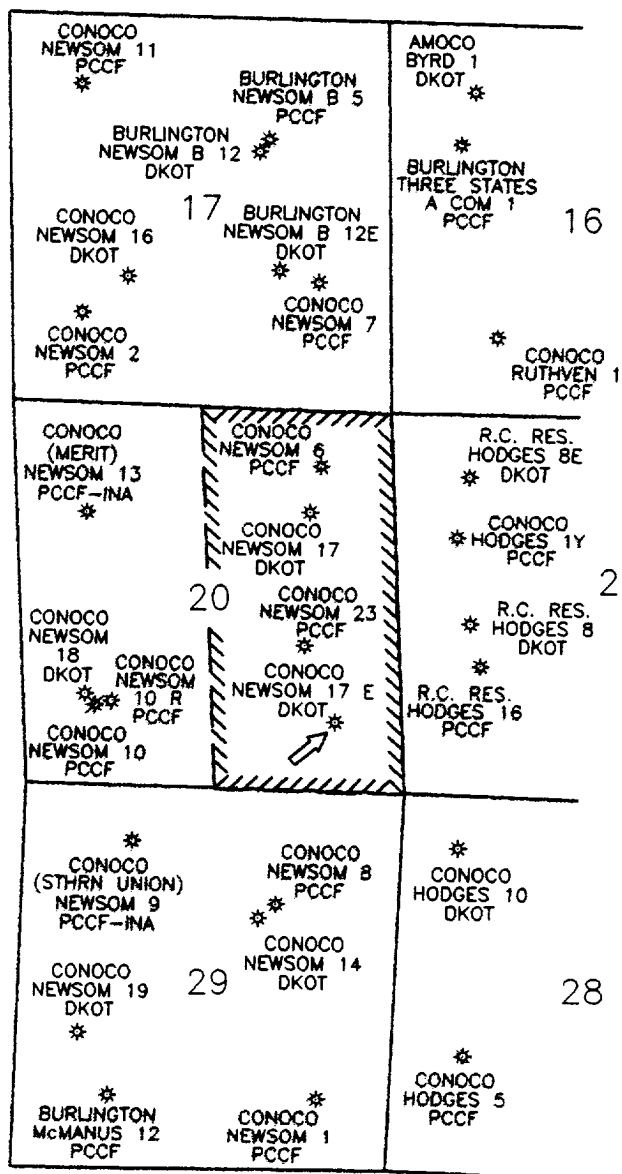 CONOCO
NEWSOM 11
PCCF
BURLINGTON
NEWSOM B 5
PCCF
BURLINGTON
NEWSOM B 12
DKOT
17
CONOCO
NEWSOM 16
DKOT
BURLINGTON
NEWSOM B 12E
DKOT
CONOCO
NEWSOM 7
PCCF
CONOCO
NEWSOM 2
PCCF
AMOCO
BYRD 1
DKOT
BURLINGTON
THREE STATES
A COM 1
PCCF
16
CONOCO
RUTHVEN 1
PCCF
CONOCO
(MERIT)
NEWSOM 13
PCCF-INA
CONOCO
NEWSOM 6
PCCF
CONOCO
NEWSOM 17
DKOT
20
CONOCO
NEWSOM 23
PCCF
CONOCO
NEWSOM
18
DKOT
CONOCO
NEWSOM
10 R
PCCF
CONOCO
NEWSOM 10
PCCF
CONOCO
NEWSOM 17 E
DKOT
R.C. RES.
HODGES 8E
DKOT
CONOCO
HODGES 1Y
PCCF
2
R.C. RES.
HODGES 8
DKOT
R.C. RES.
HODGES 16
PCCF
CONOCO
(STHRN UNION)
NEWSOM 9
PCCF-INA
CONOCO
NEWSOM 8
PCCF
CONOCO
NEWSOM 14
DKOT
CONOCO
NEWSOM 19
DKOT
29
BURLINGTON
McMANUS 12
PCCF
CONOCO
NEWSOM 1
PCCF
CONOCO
HODGES 10
DKOT
28
CONOCO
HODGES 5
PCCF